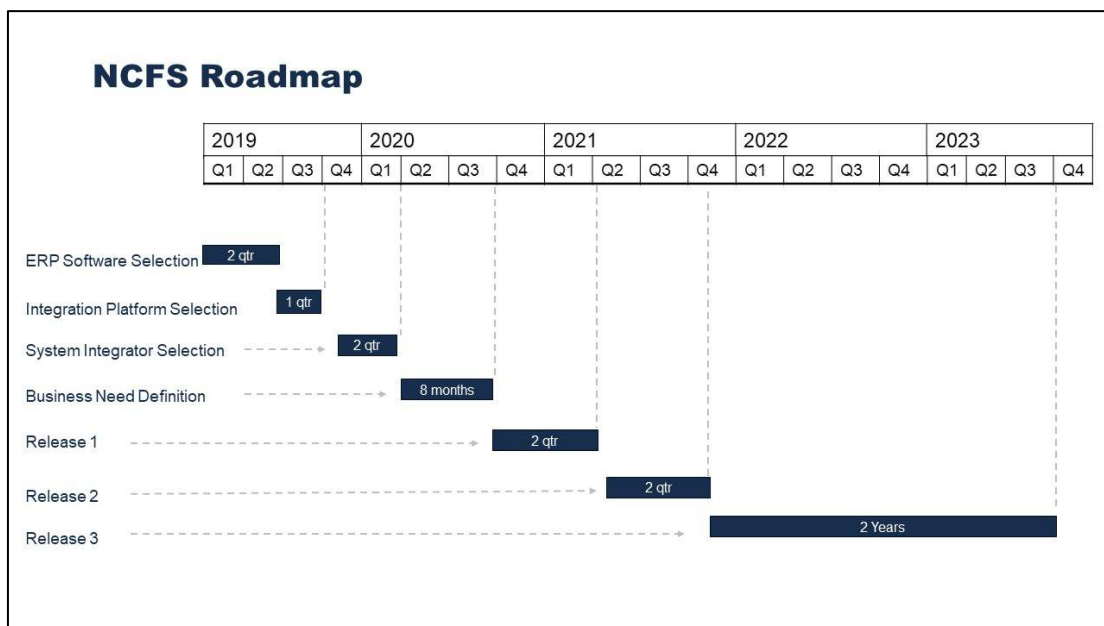 NCFS Roadmap
2019 2020 2021 2022 2023
Q1 Q2 Q3 Q4 Q1 Q2 Q3 Q4 Q1 Q2 Q3 Q4 Q1 Q2 Q3 Q4 Q1 Q2 Q3 Q4
ERP Software Selection 2 qtr
Integration Platform Selection 1 qtr
System Integrator Selection 2 qtr
Business Need Definition 8 months
Release 1 2 qtr
Release 2 2 qtr
Release 3 2 Years